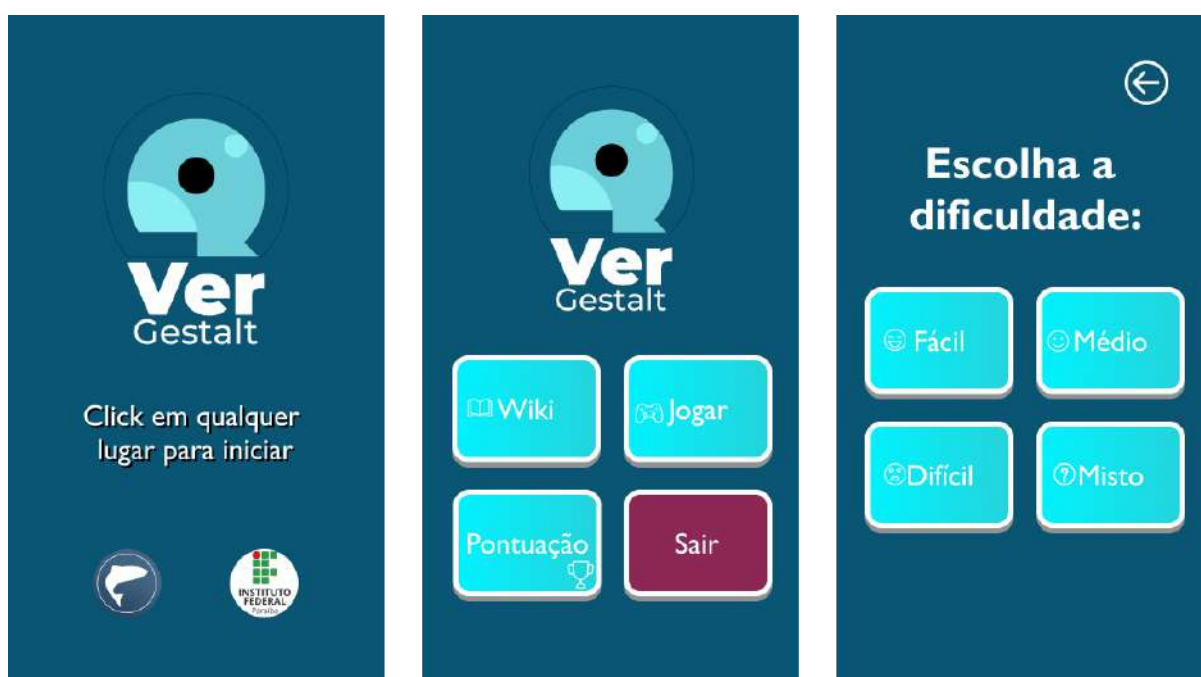 Ver
Gestalt
Click em qualquer
lugar para iniciar
INSTITUTO
FEDERAL
Paraíba
Ver
Gestalt
Wiki
Jogar
Pontuação
Sair
Escolha a
dificuldade:
Fácil
Médio
Difícil
Misto